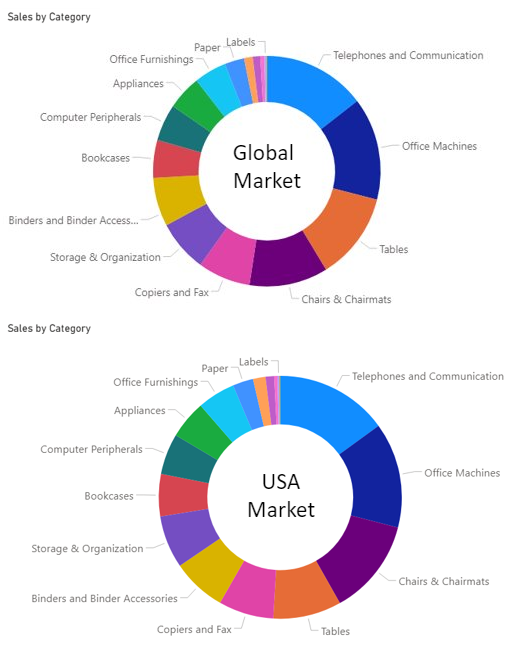 Sales by Category
Labels
Paper
Telephones and Communication
Office Furnishings
Appliances
Computer Peripherals
Office Machines
Global
Market
Bookcases
Binders and Binder Access...
Tables
Storage & Organization
Copiers and Fax
Chairs & Chairmats
Sales by Category
Labels
Paper
Telephones and Communication
Office Furnishings
Appliances
Computer Peripherals
Office Machines
USA
Market
Bookcases
Storage & Organization
Chairs & Chairmats
Binders and Binder Accessories
Copiers and Fax
Tables